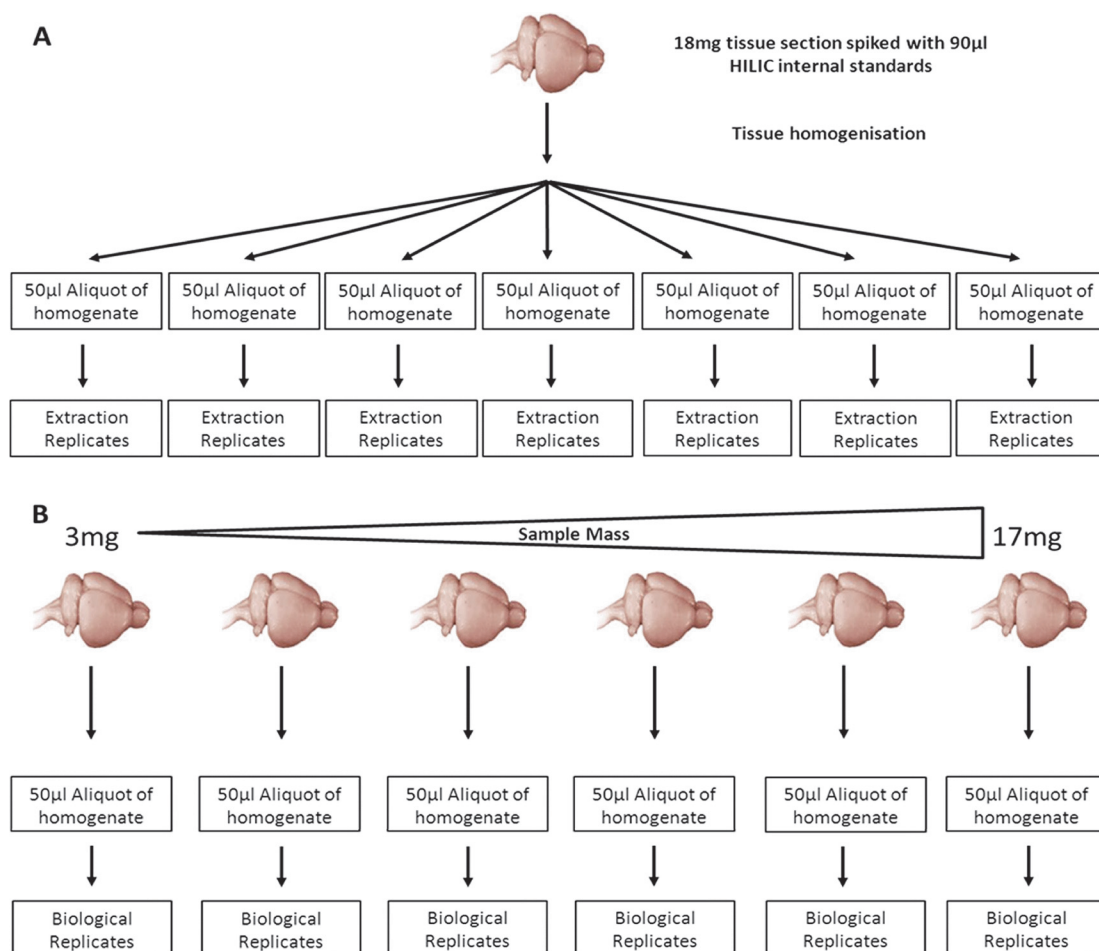 A
18mg tissue section spiked with 90µl
HILIC internal standards
Tissue homogenisation
50µl Aliquot of
homogenate
50µl Aliquot of
homogenate
50µl Aliquot of
homogenate
50µl Aliquot of
homogenate
50µl Aliquot of
homogenate
50µl Aliquot of
homogenate
50µl Aliquot of
homogenate
Extraction
Replicates
Extraction
Replicates
Extraction
Replicates
Extraction
Replicates
Extraction
Replicates
Extraction
Replicates
Extraction
Replicates
B
3mg
Sample Mass
17mg
50µl Aliquot of
homogenate
50µl Aliquot of
homogenate
50µl Aliquot of
homogenate
50µl Aliquot of
homogenate
50µl Aliquot of
homogenate
50µl Aliquot of
homogenate
Biological
Replicates
Biological
Replicates
Biological
Replicates
Biological
Replicates
Biological
Replicates
Biological
Replicates